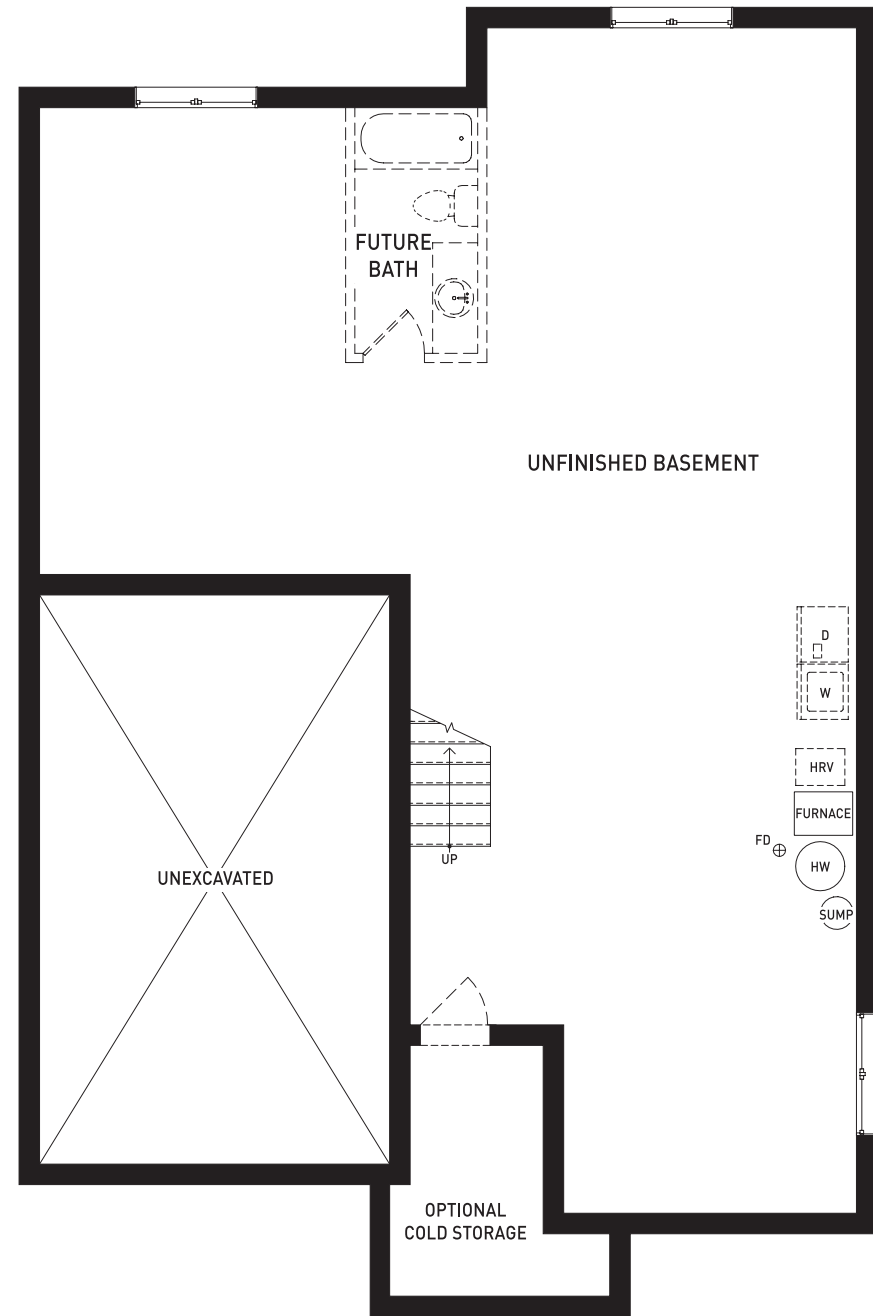 FUTURE
BATH
UNFINISHED BASEMENT
D
W
HRV
FURNACE
FD
HW
SUMP
UP
UNEXCAVATED
OPTIONAL
COLD STORAGE